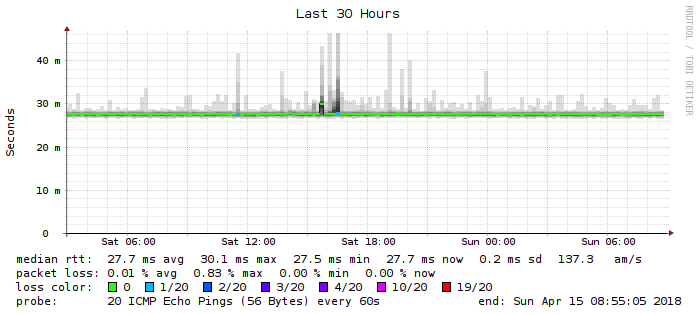 Last 30 Hours
RRDTOOL / TOBI OETIKER
Seconds
40 m
30 m
20 m
10 m
0
Sat 06:00 Sat 12:00 Sat 18:00 Sun 00:00 Sun 06:00
median rtt: 27.7 ms avg 30.1 ms max 27.5 ms min 27.7 ms now 0.2 ms sd 137.3 am/s
packet loss: 0.01 % avg 0.83 % max 0.00 % min 0.00 % now
loss color: 0 1/20 2/20 3/20 4/20 10/20 19/20
probe: 20 ICMP Echo Pings (56 Bytes) every 60s end: Sun Apr 15 08:55:05 2018